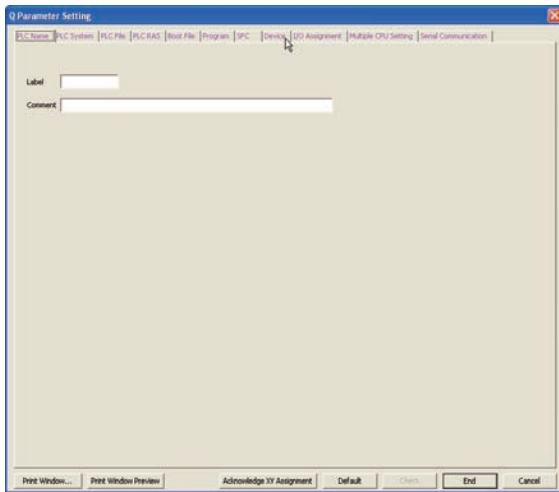 Q Parameter Setting
PLC Name PLC System PLC File PLC RAS Boot File Program SFC Device I/O Assignment Multiple CPU Setting Serial Communication
Label
Comment
Print Window... Print Window Preview Acknowledge XY Assignment Default Check End Cancel